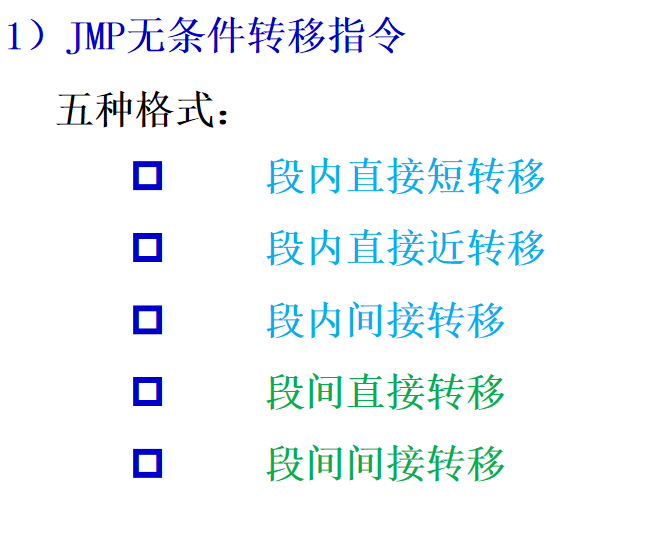 1）JMP无条件转移指令
五种格式：
段内直接短转移
段内直接近转移
段内间接转移
段间直接转移
段间间接转移